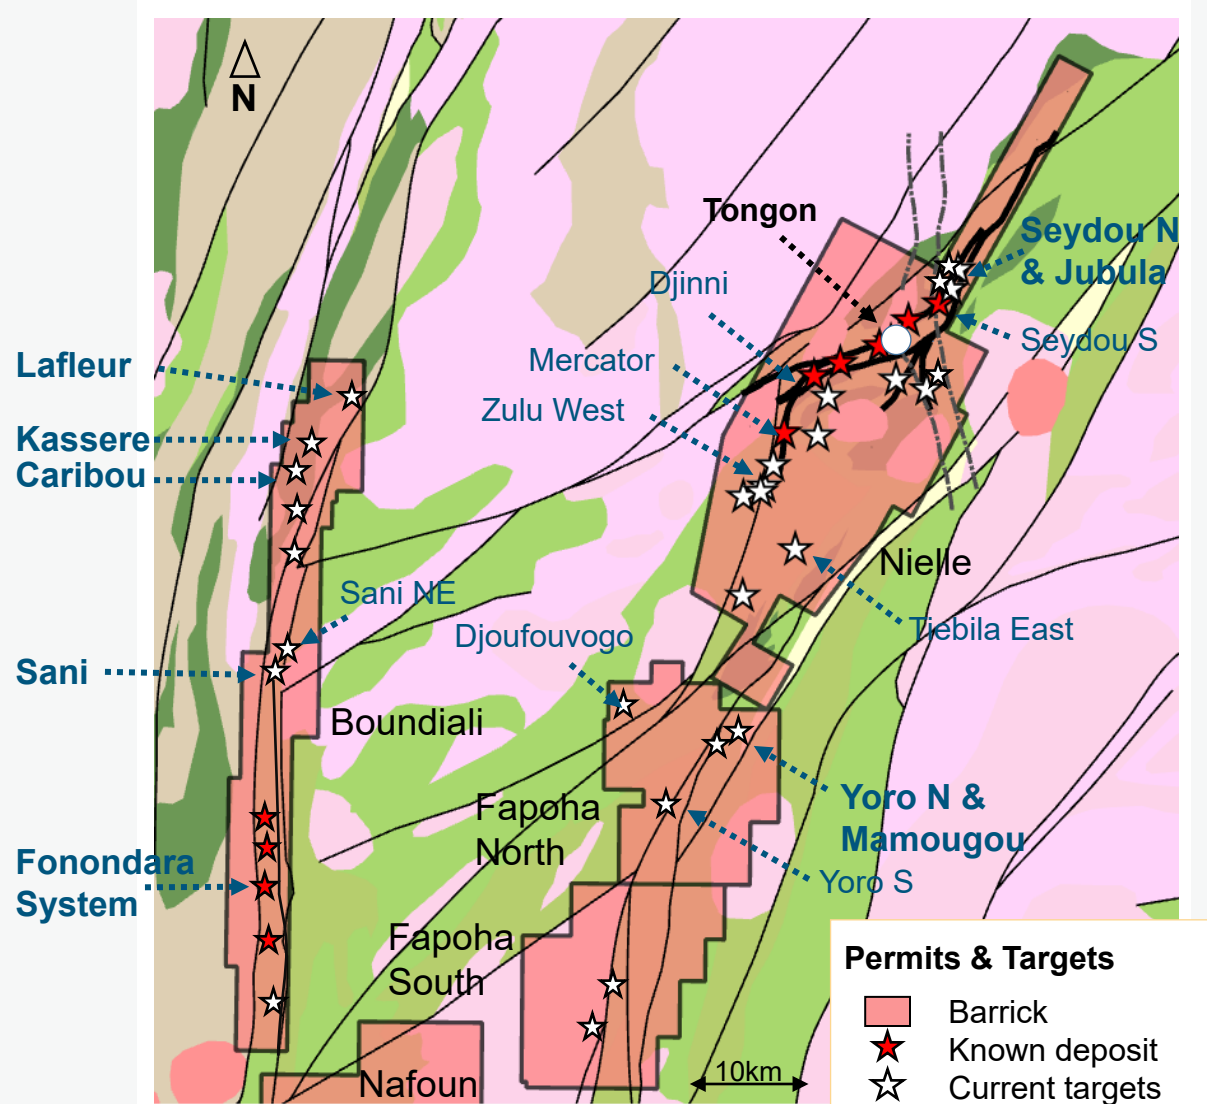 N
Tongon
Seydou N
& Jubula
Djinni
Seydou S
Mercator
Lafleur
Zulu West
Kassere
Caribou
Nielle
Sani NE
Tiebila East
Djoufouvogo
Sani
Boundiali
Yoro N &
Mamougou
Fapoha
North
Fonondara
System
Yoro S
Fapoha
South
Permits & Targets
Barrick
Known deposit
Current targets
10km
Nafoun